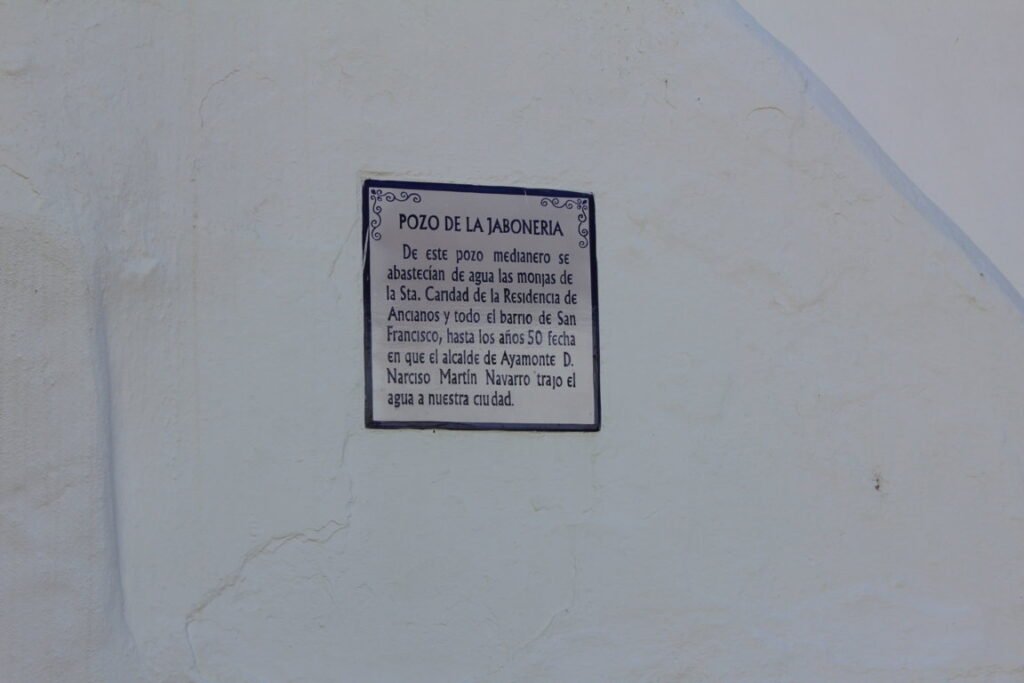 POZO DE LA JABONERIA
De este pozo medianero se
abastecían de agua las monjas de
la Sta. Caridad de la Residencia de
Ancianos y todo el barrio de San
Francisco, hasta los años 50 fecha
en que el alcalde de Ayamonte D.
Narciso Martín Navarro trajo el
agua a nuestra ciudad.